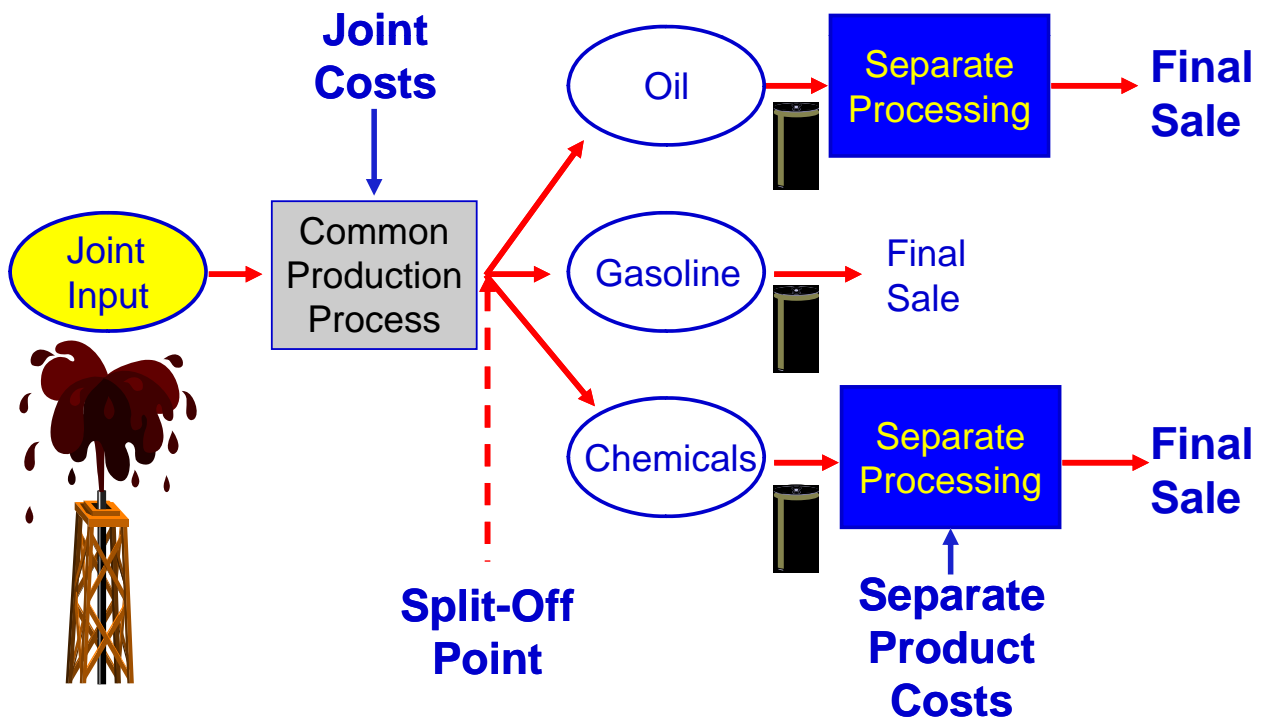 Joint
Costs
Oil
Separate
Processing
Final
Sale
Joint
Input
Common
Production
Process
Gasoline
Final
Sale
Chemicals
Separate
Processing
Final
Sale
Split-Off
Point
Separate
Product
Costs